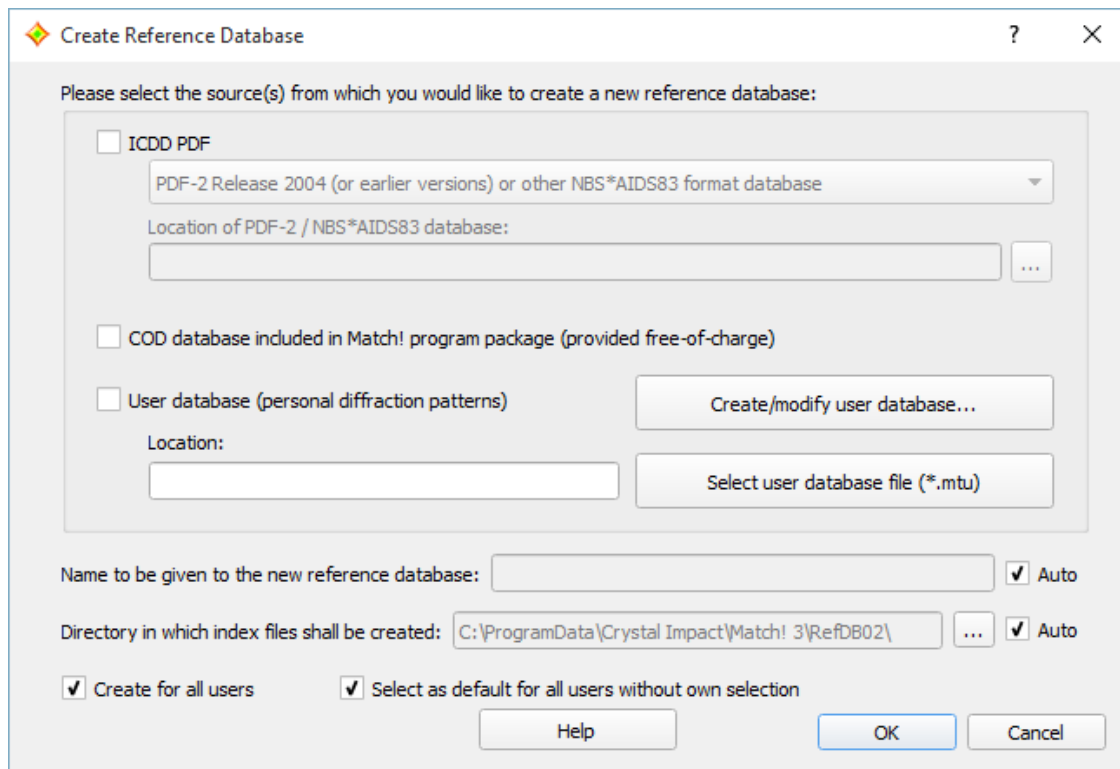 Create Reference Database
?
Please select the source(s) from which you would like to create a new reference database:
ICDD PDF
PDF-2 Release 2004 (or earlier versions) or other NBS*AIDS83 format database
Location of PDF-2 / NBS*AIDS83 database:
...
COD database included in Match! program package (provided free-of-charge)
User database (personal diffraction patterns)
Create/modify user database...
Location:
Select user database file (*.mtu)
Name to be given to the new reference database:
Auto
Directory in which index files shall be created: C:\ProgramData\Crystal Impact\Match! 3\RefDB02\ ... Auto
Create for all users
Select as default for all users without own selection
Help
OK
Cancel